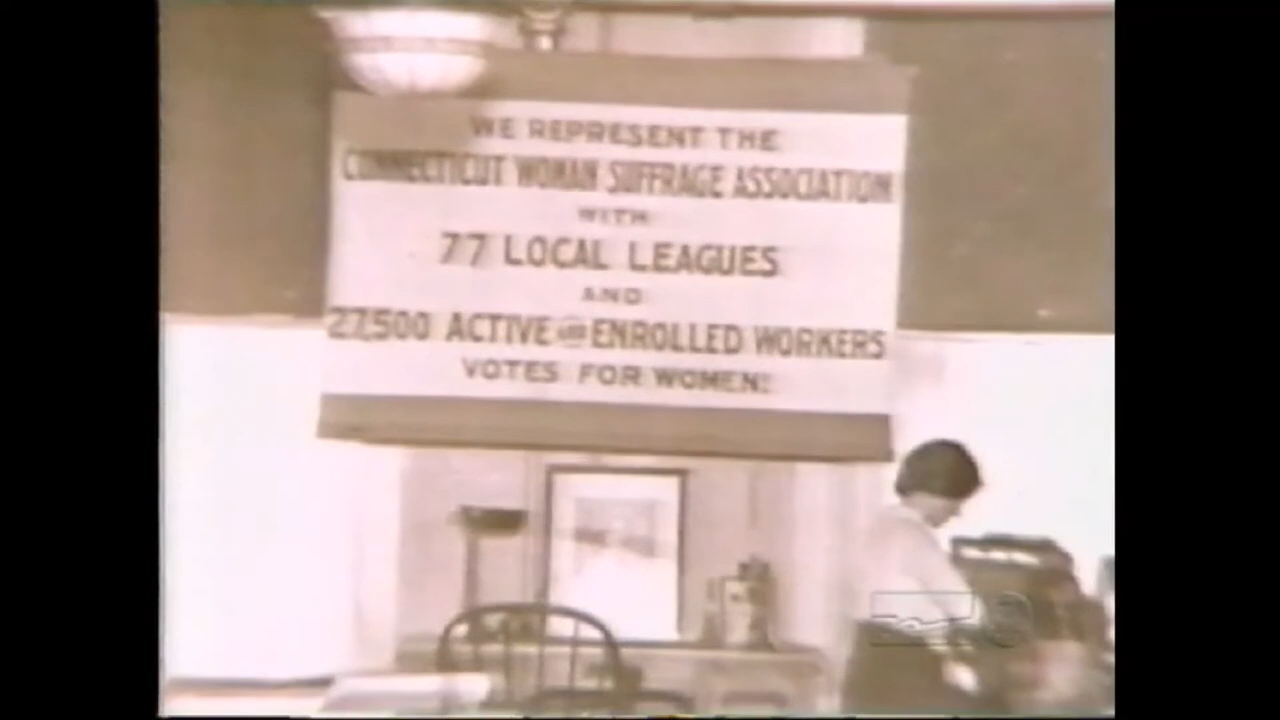 WE REPRESENT THE
CONNECTICUT WOMAN SUFFRAGE ASSOCIATION
WITH
77 LOCAL LEAGUES
AND
27,500 ACTIVE AND ENROLLED WORKERS
VOTES FOR WOMEN!